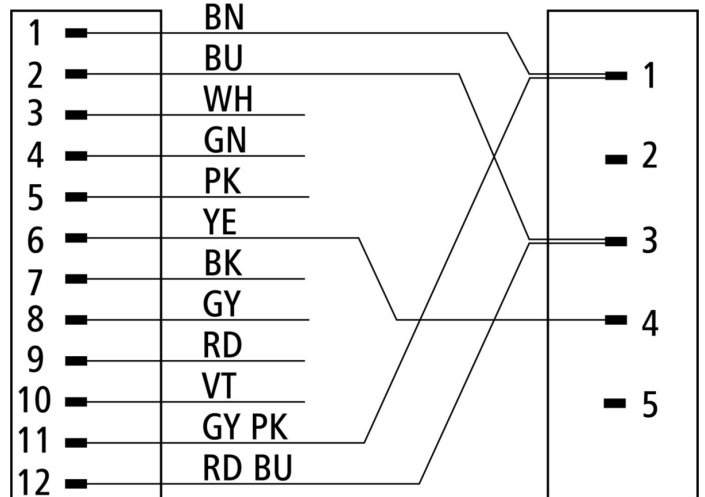 1 BN
2 BU
3 WH
4 GN
5 PK
6 YE
7 BK
8 GY
9 RD
10 VT
11 GY PK
12 RD BU
1
2
3
4
5